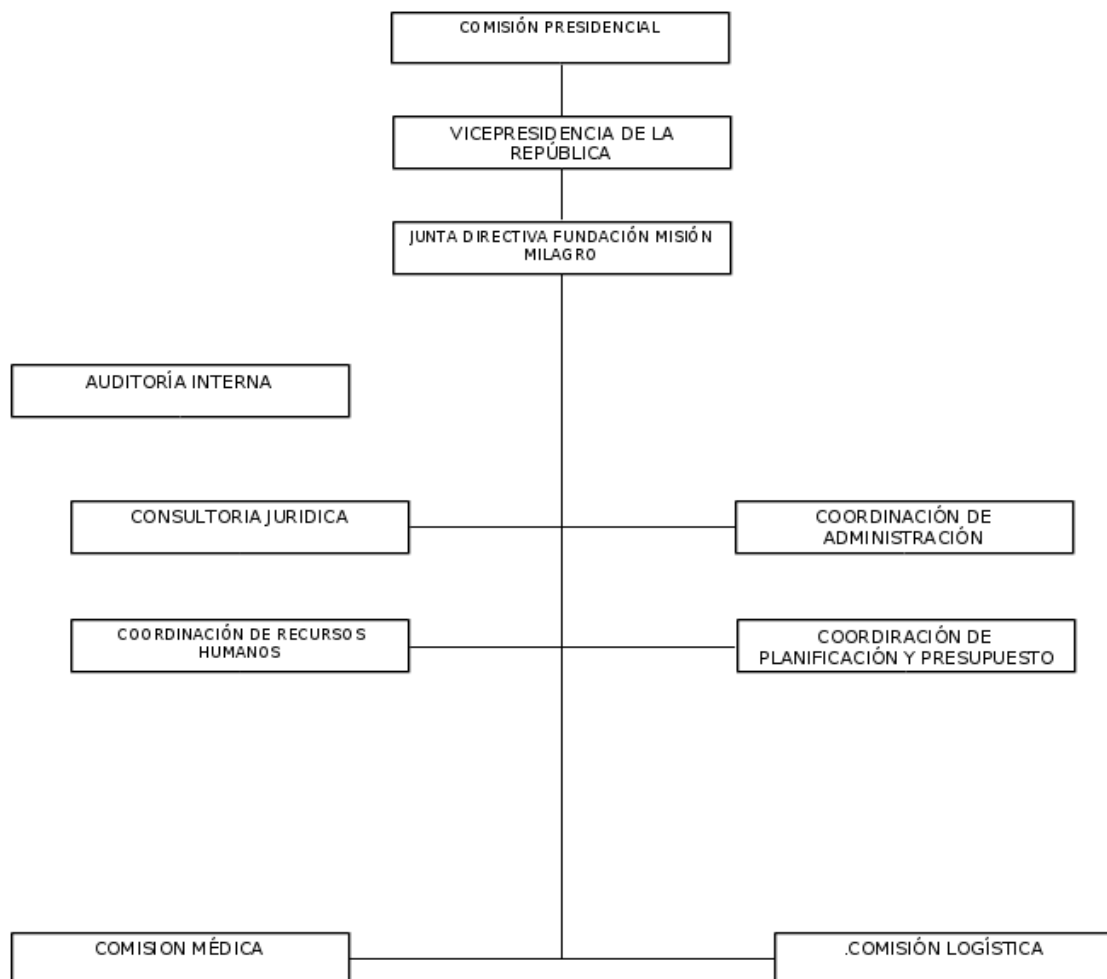 COMISIÓN PRESIDENCIAL
VICEPRESIDENCIA DE LA
REPÚBLICA
JUNTA DIRECTIVA FUNDACIÓN MISIÓN
MILAGRO
AUDITORÍA INTERNA
CONSULTORIA JURIDICA
COORDINACIÓN DE
ADMINISTRACIÓN
COORDINACIÓN DE RECURSOS
HUMANOS
COORDIRACIÓN DE
PLANIFICACIÓN Y PRESUPUESTO
COMISION MÉDICA
.COMISIÓN LOGÍSTICA